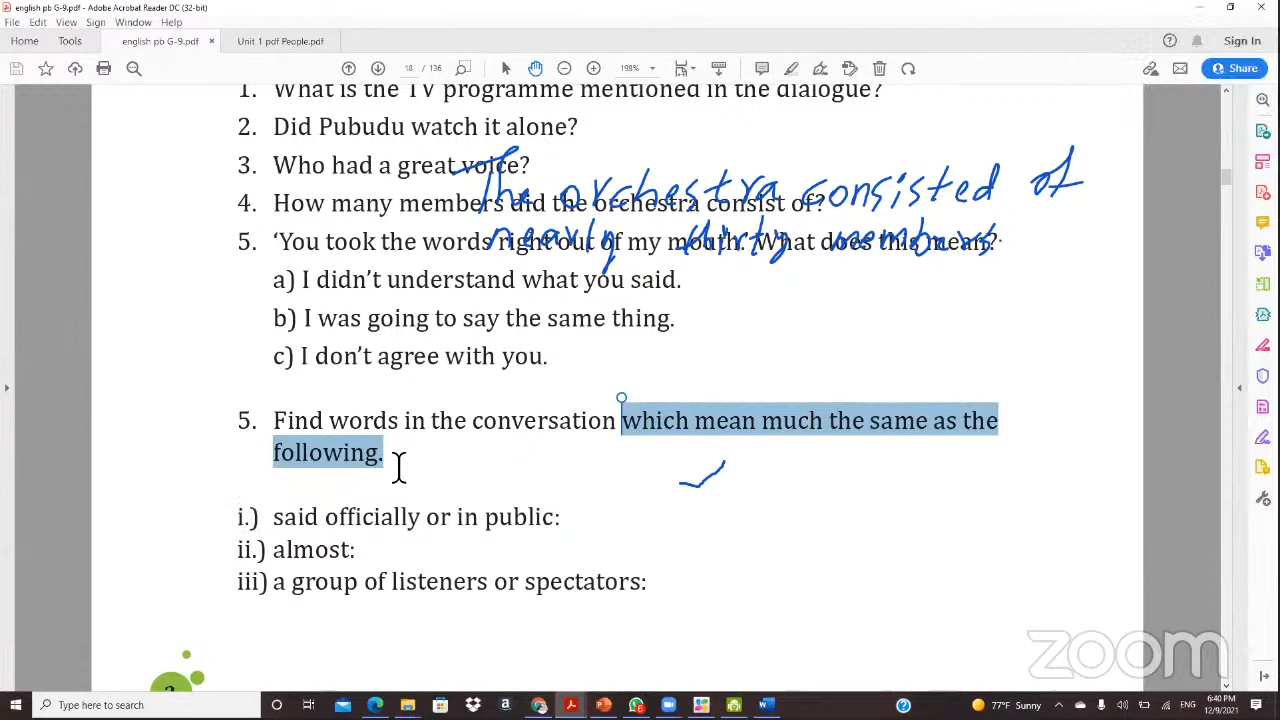 english pb G-9.pdf - Adobe Acrobat Reader DC (32-bit)
File Edit View Sign Window Help
Home Tools english pb G-9.pdf × Unit 1 pf People.pdf Sign In
18 / 136 198% Share
1. What is the TV programme mentioned in the dialogue?
2. Did Pubudu watch it alone?
3. Who had a great voice?
The orchestra consisted of
4. How many members did the orchestra consist of?
nearly dirty members
5. ‘You took the words right out of my mouth.’ What does this mean?
a) I didn’t understand what you said.
b) I was going to say the same thing.
c) I don’t agree with you.
5. Find words in the conversation which mean much the same as the
following.
i.) said officially or in public:
ii.) almost:
iii) a group of listeners or spectators:
zoom
Type here to search
77°F Sunny
ENG
6:40 PM
12/9/2021